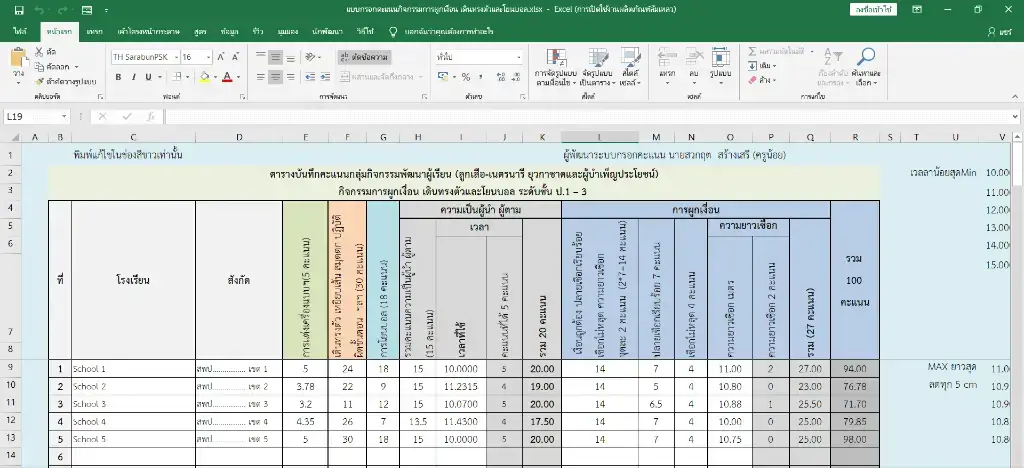 แบบกรอกคะแนนกิจกรรมการผูกเงื่อน เดินทรงตัวและโยนบอล.xlsx - Excel (การเปิดใช้งานผลิตภัณฑ์ล้มเหลว)
ลงชื่อเข้าใช้
ไฟล์ หน้าแรก แทรก เค้าโครงหน้ากระดาษ สูตร ข้อมูล รีวิว มุมมอง นักพัฒนา วิธีใช้ บอกฉันว่าคุณต้องการทำอะไร แชร์
วาง ตัด คัดลอก ตัวคัดวางรูปแบบ
TH SarabunPSK 16
B I U
ตัดข้อความ
ผสานและจัดกึ่งกลาง
ทั่วไป
การจัดรูปแบบตามเงื่อนไข จัดรูปแบบเป็นตาราง สไตล์เซลล์
แทรก ลบ รูปแบบ
ผลรวมอัตโนมัติ เติม ล้าง
เรียงลำดับและกรอง ค้นหาและเลือก
คลิปบอร์ด ฟอนต์ การจัดแนว ตัวเลข สไตล์ เซลล์ การแก้ไข
L19
A B C D E F G H I J K L M N O P Q R S T U V
1 พิมพ์แก้ไขในช่องสีขาวเท่านั้น ผู้พัฒนาระบบกรอกคะแนน นายสวกฤต สร้างเสรี (ครูน้อย)
2 ตารางบันทึกคะแนนกลุ่มกิจกรรมพัฒนาผู้เรียน (ลูกเสือ-เนตรนารี ยุวกาชาดและผู้บำเพ็ญประโยชน์) เวลาน้อยสุดMin 10.00
3 กิจกรรมการผูกเงื่อน เดินทรงตัวและโยนบอล ระดับชั้น ป.1 - 3 11.00
4 ความเป็นผู้นำ ผู้ตาม การผูกเงื่อน 12.00
5 เวลา ความยาวเชือก 13.00
6 14.00
15.00
7
8
ที่
โรงเรียน
สังกัด
การแต่งเครื่องแบบฯ(5 คะแนน)
เดินทรงตัว เหยียบเส้น สมุดตก ปฏิบัติ
ผิดขั้นตอน ฯลฯ (30 คะแนน)
การโยนบอล (18 คะแนน)
รวมคะแนนความเป็นผู้นำ ผู้ตาม
(15 คะแนน)
เวลาที่ใช้
คะแนนที่ได้ 5 คะแนน
รวม 20 คะแนน
เงื่อนถูกต้อง ปลายเชือกเรียบร้อย
เชือกไม่หลุด ความยาวเชือก
จุดละ 2 คะแนน (2*7=14 คะแนน)
ปลายเชือกเรียบร้อย 7 คะแนน
เชือกไม่หลุด 4 คะแนน
ความยาวเชือก เมตร
ความยาวเชือก 2 คะแนน
รวม (27 คะแนน)
รวม
100
คะแนน
9 1 School 1 สพป............... เขต 1 5 24 18 15 10.0000 5 20.00 14 7 4 11.00 2 27.00 94.00 MAX ยาวสุด 11.0
10 2 School 2 สพป............... เขต 2 3.78 22 9 15 11.2315 4 19.00 14 5 4 10.80 0 23.00 76.78 ลดทุก 5 cm 10.9
11 3 School 3 สพป............... เขต 3 3.2 11 12 15 10.0700 5 20.00 14 6.5 4 10.88 1 25.50 71.70 10.9
12 4 School 4 สพป............... เขต 4 4.35 26 7 13.5 11.4300 4 17.50 14 7 4 10.00 0 25.00 79.85 10.8
13 5 School 5 สพป............... เขต 5 5 30 18 15 10.0000 5 20.00 14 7 4 10.75 0 25.00 98.00 10.8
14 6